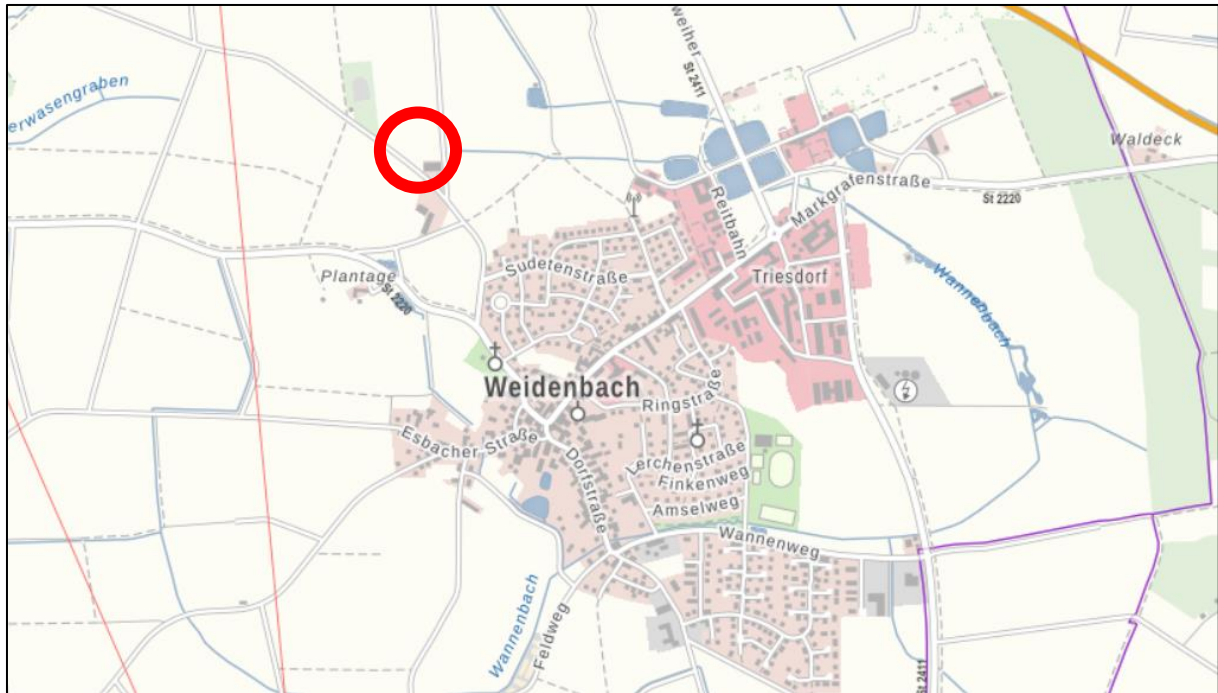 weiher
St 2411
erwasengraben
Waldeck
Markgrafenstraße
St 2220
Reitbahn
Sudetenstraße
Plantage
St 2220
Triesdorf
Wannenbach
Weidenbach
Ringstraße
Esbacher Straße
Dorfstraße
Lerchenstraße
Finkenweg
Amselweg
Wannenweg
Wannenbach
Feldweg
St 2411